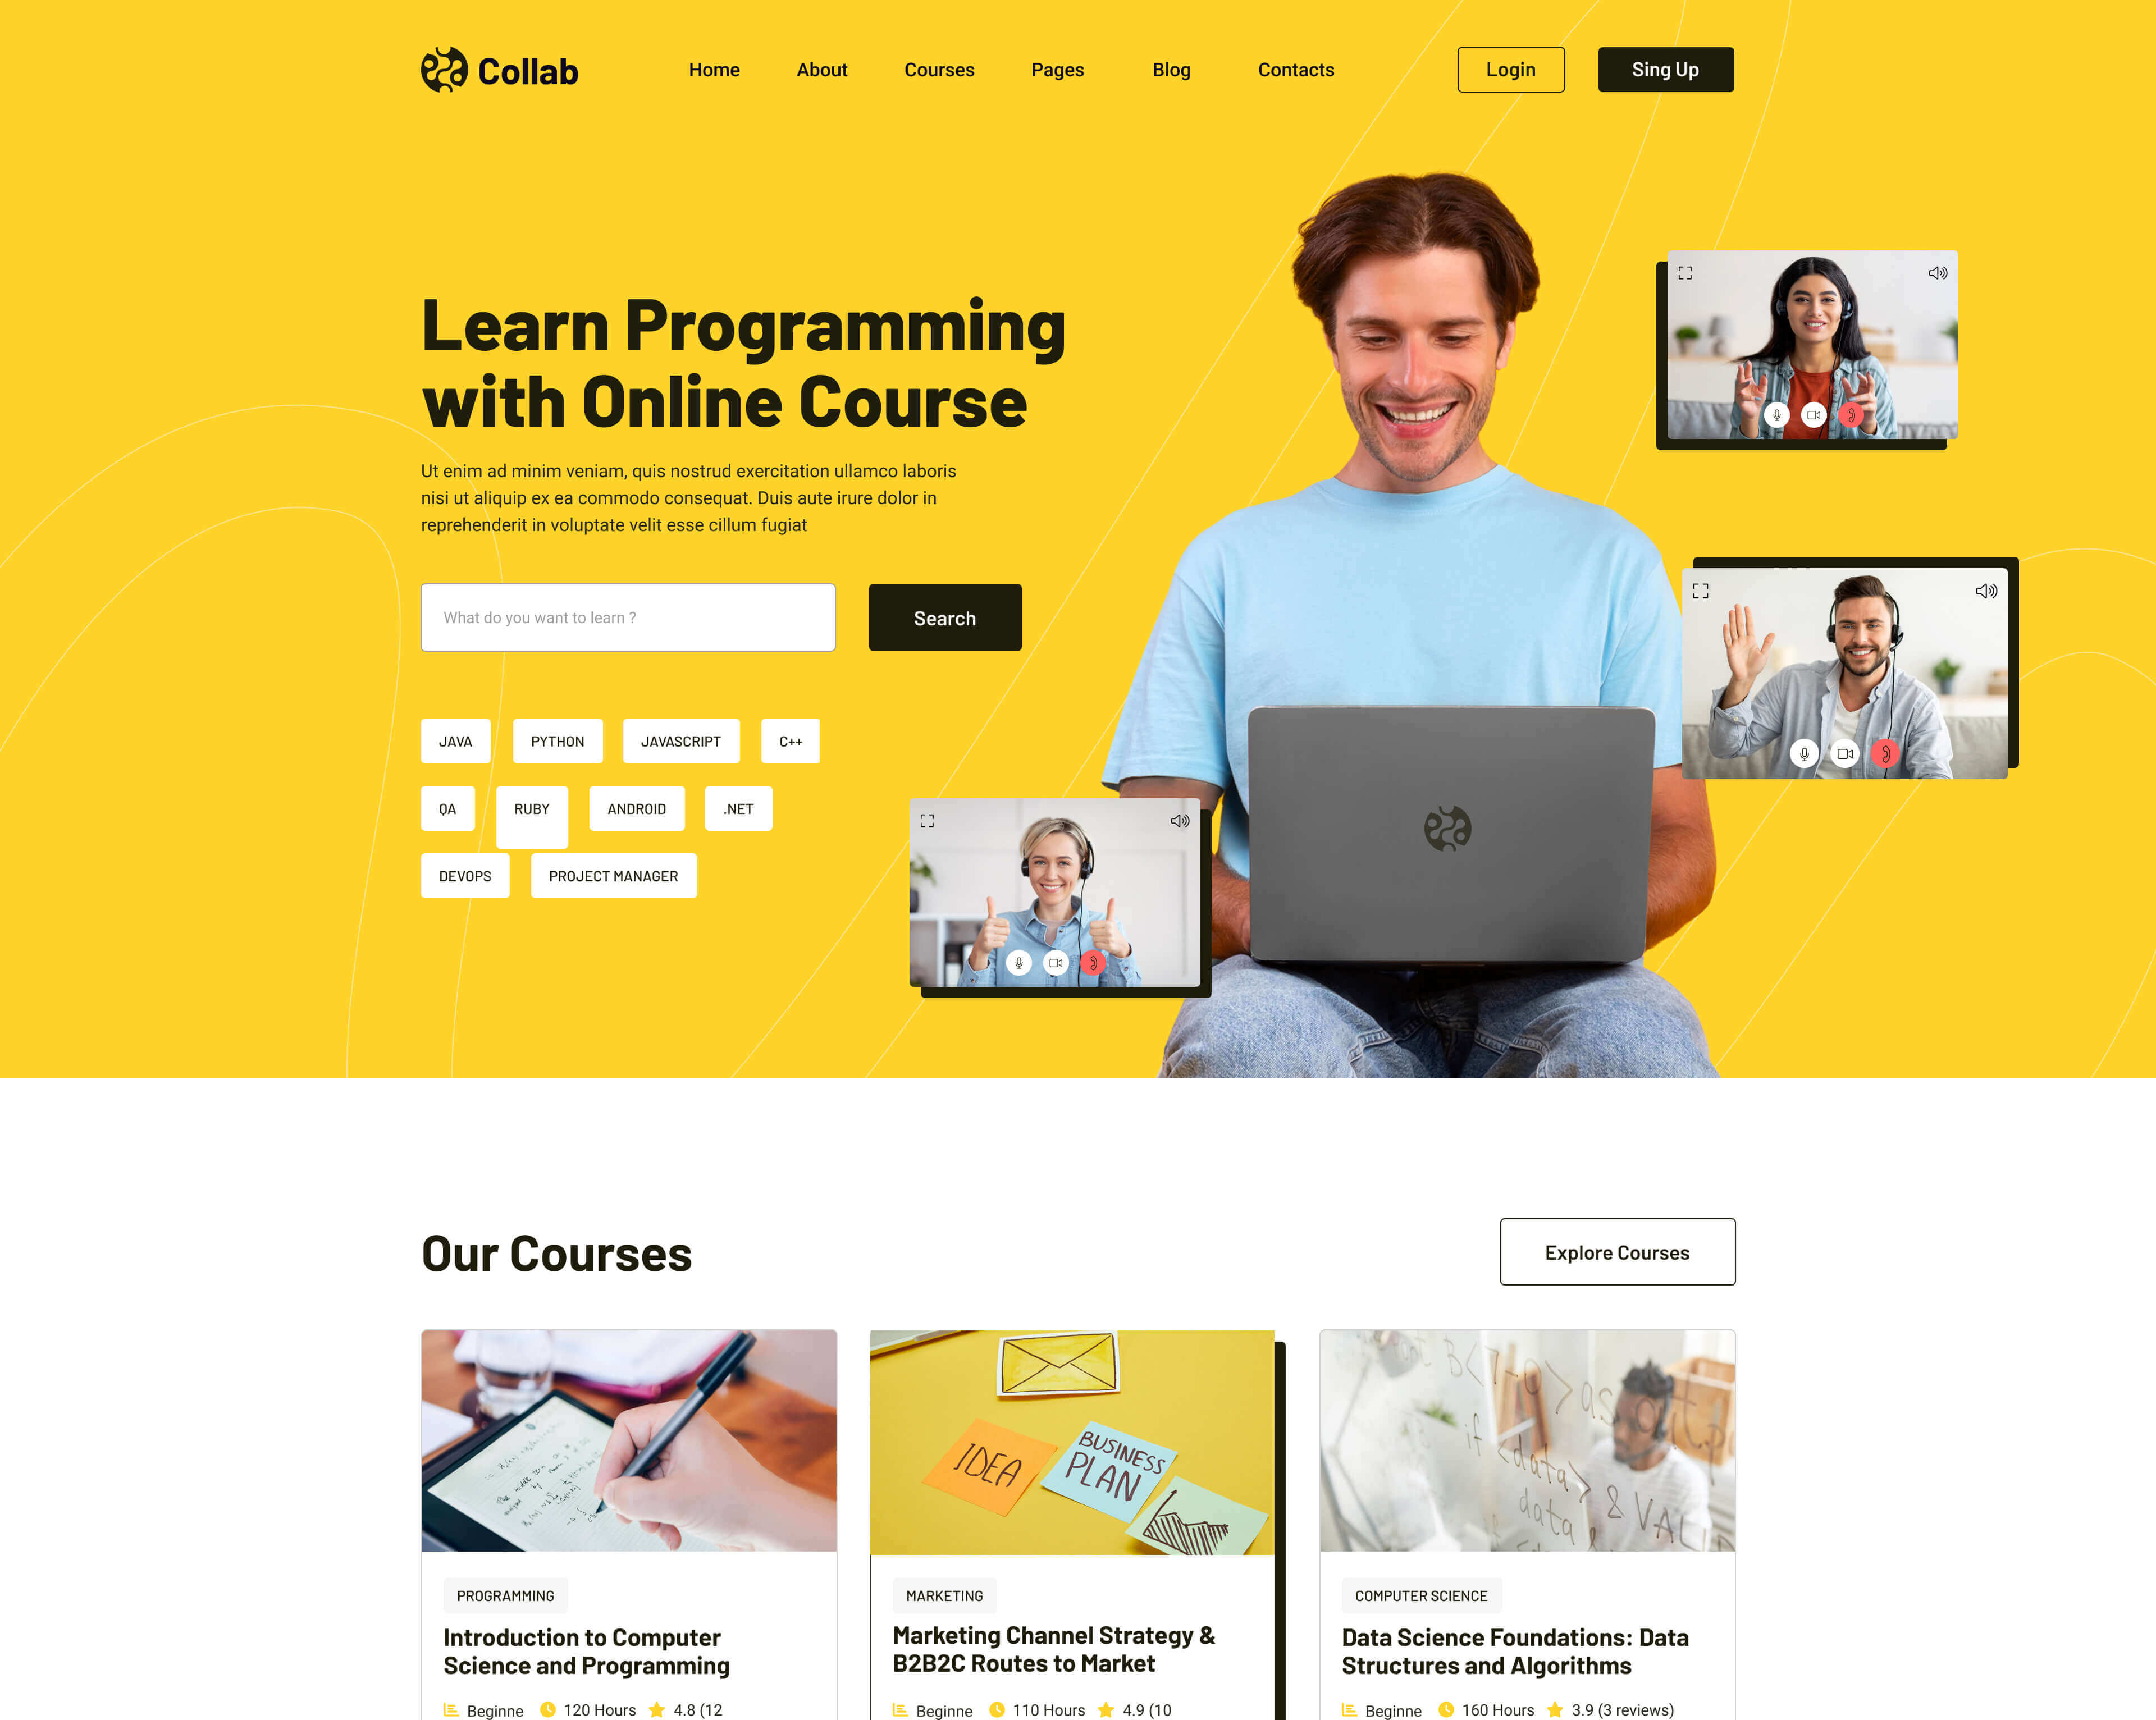 Collab
Home About Courses Pages Blog Contacts Login Sing Up
Learn Programming
with Online Course
Ut enim ad minim veniam, quis nostrud exercitation ullamco laboris
nisi ut aliquip ex ea commodo consequat. Duis aute irure dolor in
reprehenderit in voluptate velit esse cillum fugiat
What do you want to learn ?
Search
JAVA PYTHON JAVASCRIPT C++
QA RUBY ANDROID .NET
DEVOPS PROJECT MANAGER
Our Courses
Explore Courses
IDEA
BUSINESS
PLAN
if <data>
data & VAL
PROGRAMMING
Introduction to Computer
Science and Programming
Beginne 120 Hours 4.8 (12
MARKETING
Marketing Channel Strategy &
B2B2C Routes to Market
Beginne 110 Hours 4.9 (10
COMPUTER SCIENCE
Data Science Foundations: Data
Structures and Algorithms
Beginne 160 Hours 3.9 (3 reviews)